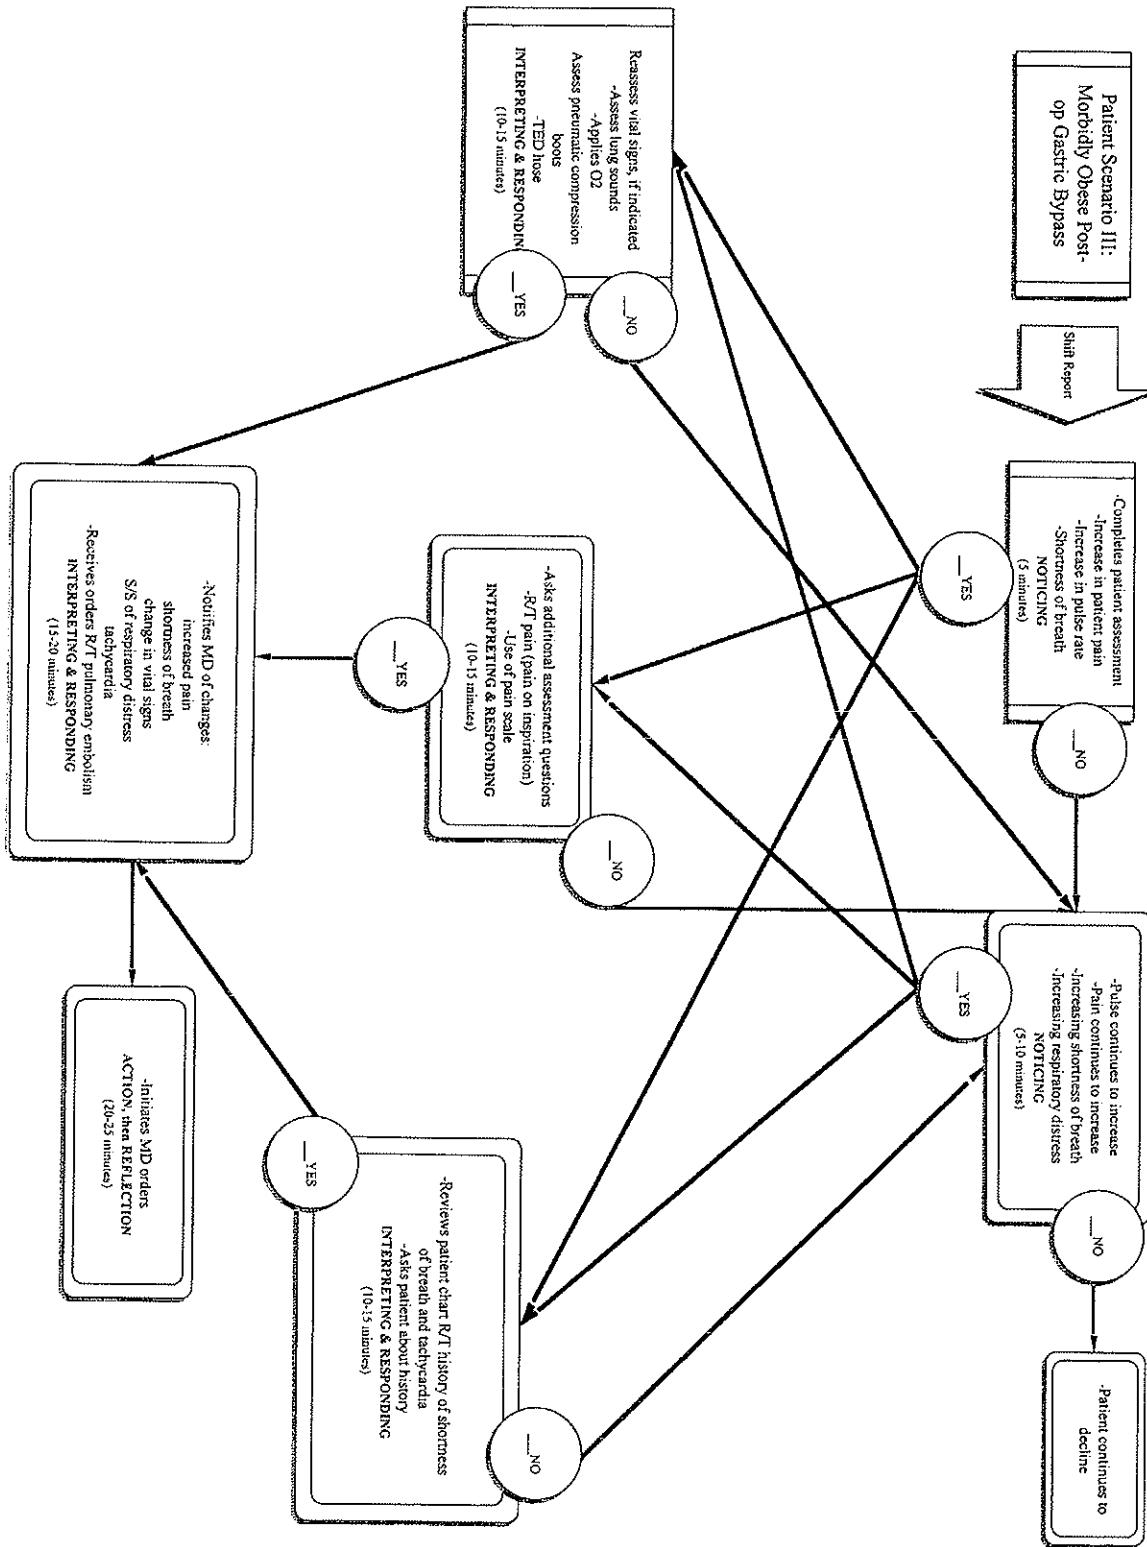 Patient Scenario III:
Morbidly Obese Post-
op Gastric Bypass
Shift Report
-Completes patient assessment
-Increase in patient pain
-Increase in pulse rate
-Shortness of breath
NOTICING
(5 minutes)
__YES
__NO
-Pulse continues to increase
-Pain continues to increase
-Increasing shortness of breath
-Increasing respiratory distress
NOTICING
(5-10 minutes)
__YES
__NO
-Patient continues to
decline
Reassess vital signs, if indicated
-Assess lung sounds
-Applies O2
Assess pneumatic compression
boots
-TED hose
INTERPRETING & RESPONDING
(10-15 minutes)
__YES
__NO
-Asks additional assessment questions
-R/T pain (pain on inspiration)
-Use of pain scale
INTERPRETING & RESPONDING
(10-15 minutes)
__YES
__NO
-Reviews patient chart R/T history of shortness
of breath and tachycardia
-Asks patient about history
INTERPRETING & RESPONDING
(10-15 minutes)
__YES
__NO
-Notifies MD of changes:
increased pain
shortness of breath
change in vital signs
S/S of respiratory distress
tachycardia
-Receives orders R/T pulmonary embolism
INTERPRETING & RESPONDING
(15-20 minutes)
-Initiates MD orders
ACTION, then REFLECTION
(20-25 minutes)